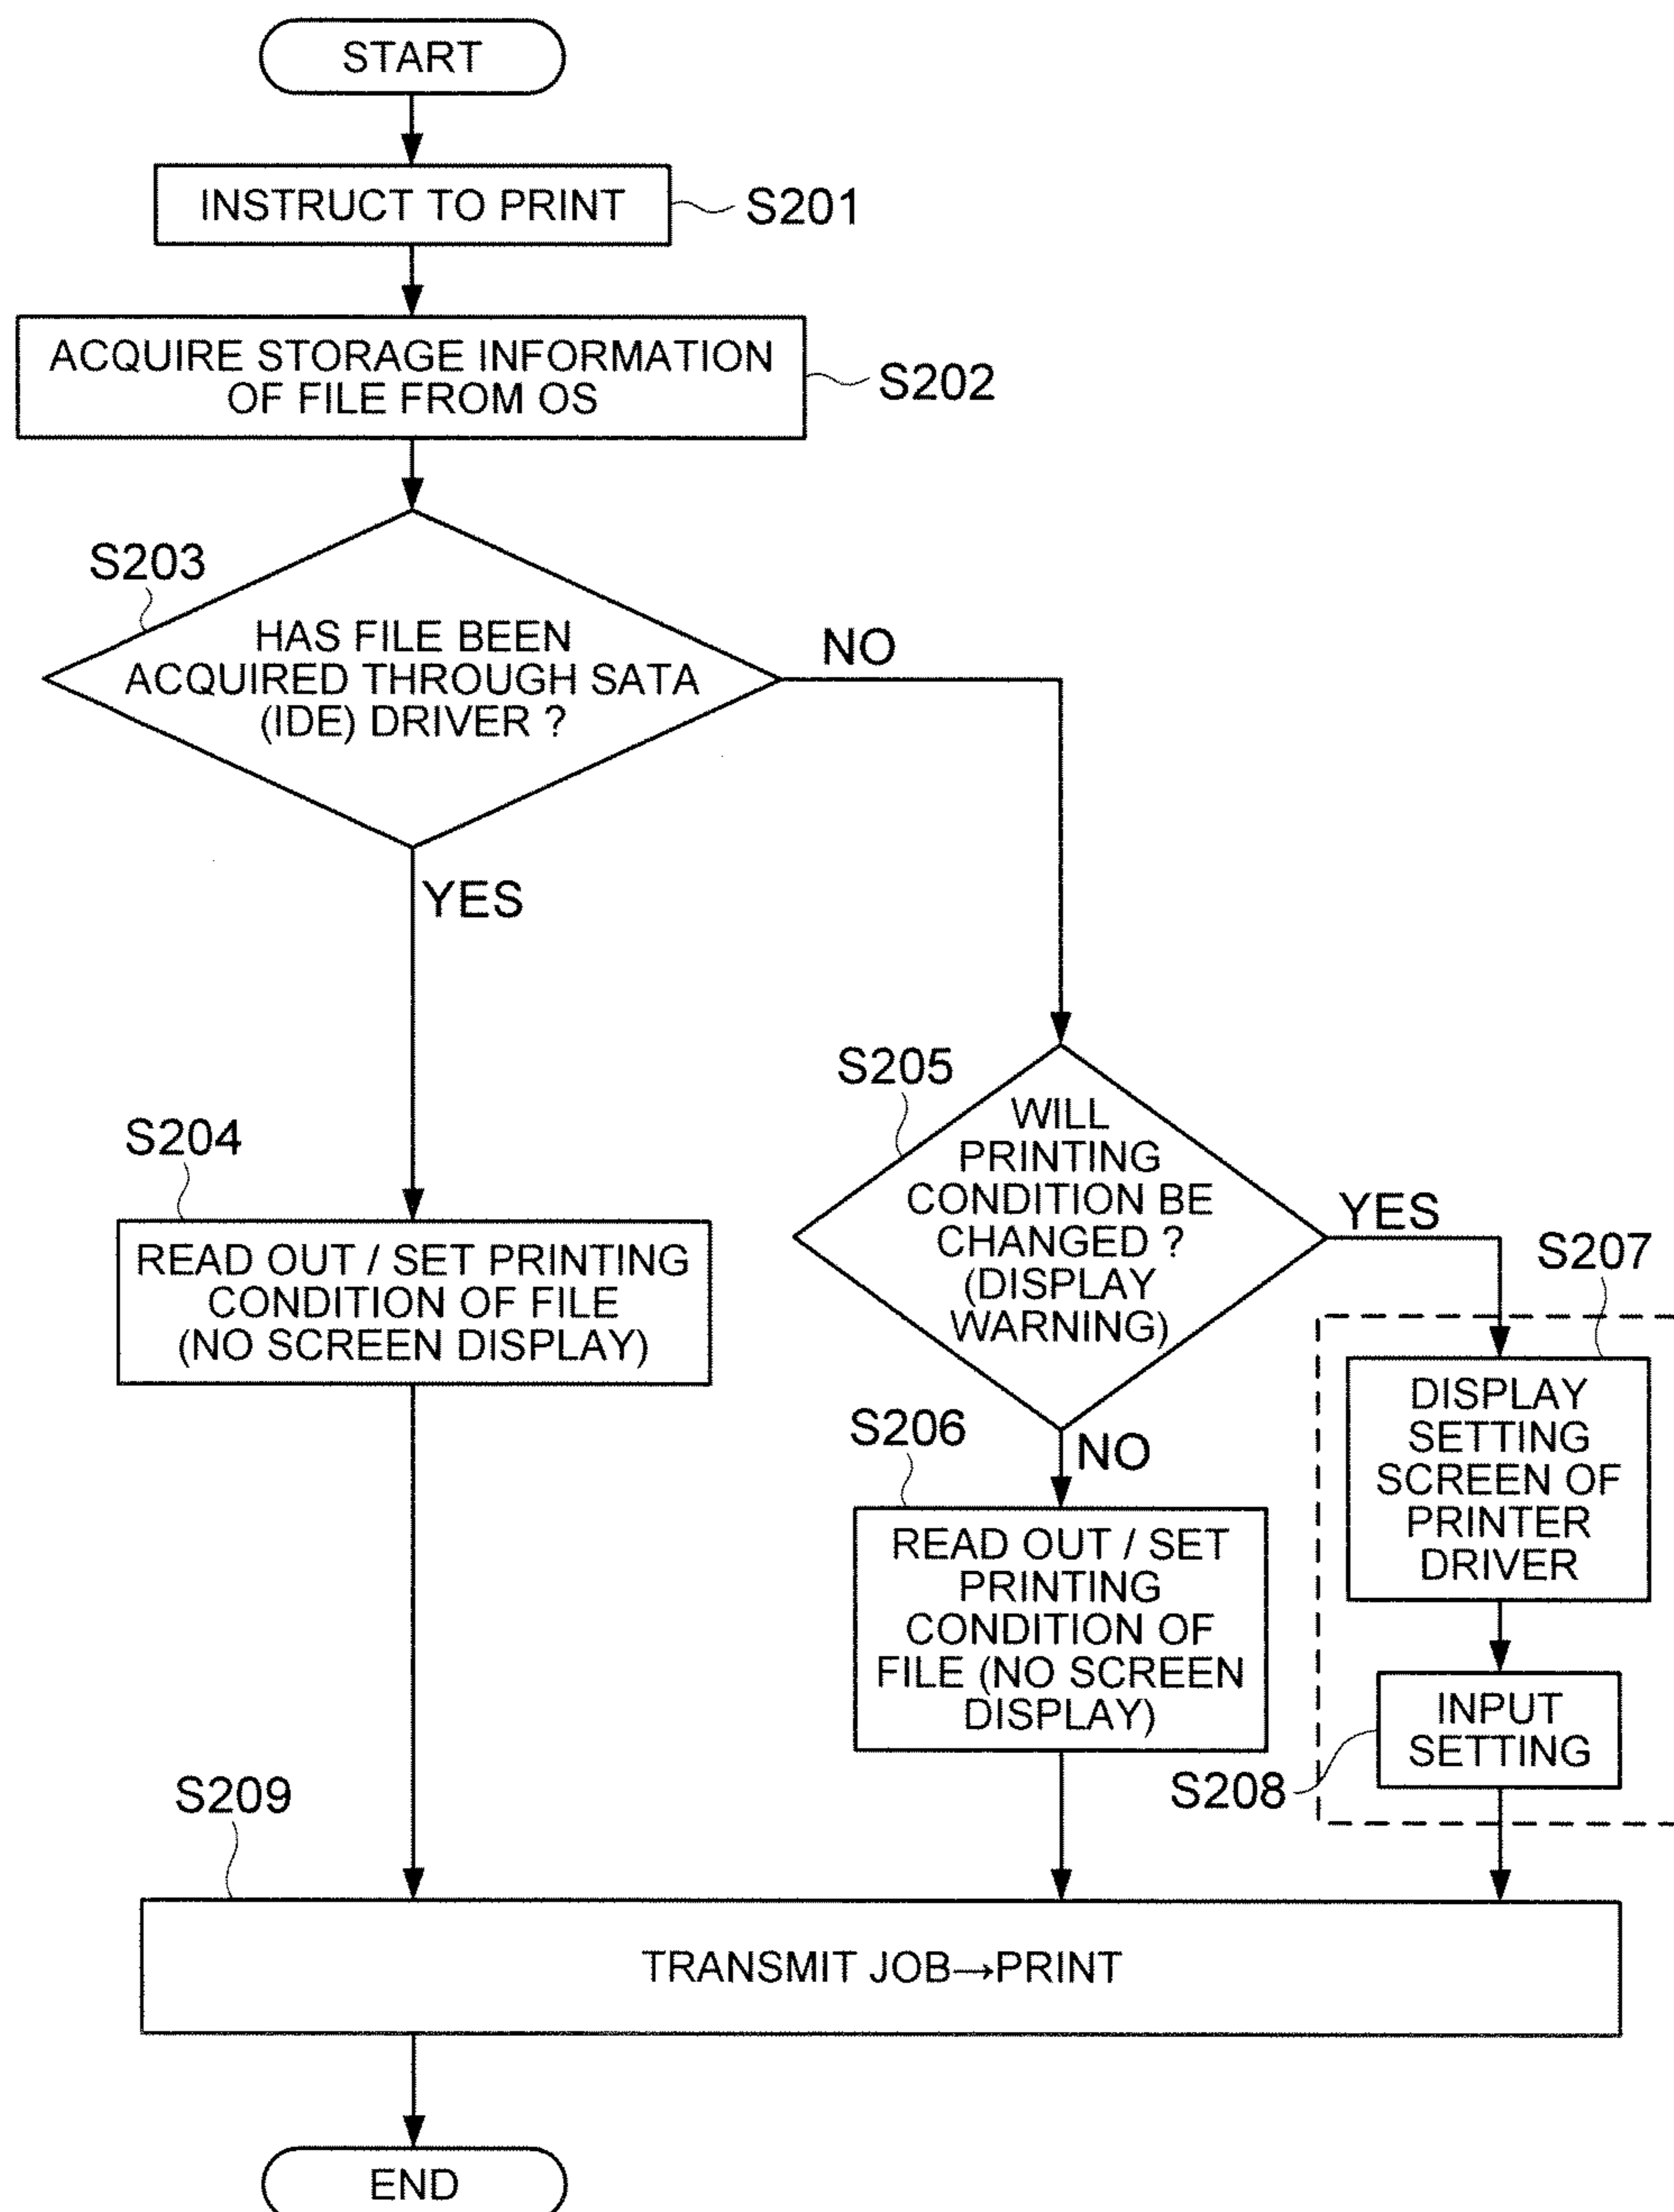 START
INSTRUCT TO PRINT
S201
ACQUIRE STORAGE INFORMATION
OF FILE FROM OS
S202
S203
HAS FILE BEEN
ACQUIRED THROUGH SATA
(IDE) DRIVER ?
NO
YES
S204
READ OUT / SET PRINTING
CONDITION OF FILE
(NO SCREEN DISPLAY)
S205
WILL
PRINTING
CONDITION BE
CHANGED ?
(DISPLAY
WARNING)
YES
NO
S206
READ OUT / SET
PRINTING
CONDITION OF
FILE (NO SCREEN
DISPLAY)
S207
DISPLAY
SETTING
SCREEN OF
PRINTER
DRIVER
INPUT
SETTING
S208
S209
TRANSMIT JOB→PRINT
END